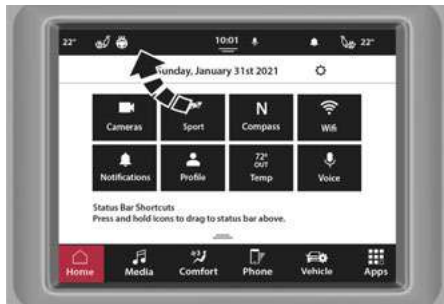 22° 10:01 22°
Sunday, January 31st 2021
Cameras Sport N Compass Wifi
Notifications Profile 72° OUT Temp Voice
Status Bar Shortcuts
Press and hold icons to drag to status bar above.
Home Media Comfort Phone Vehicle Apps